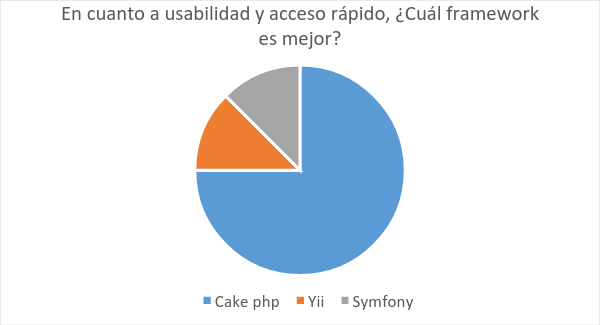 En cuanto a usabilidad y acceso rápido, ¿Cuál framework
es mejor?
Cake php Yii Symfony